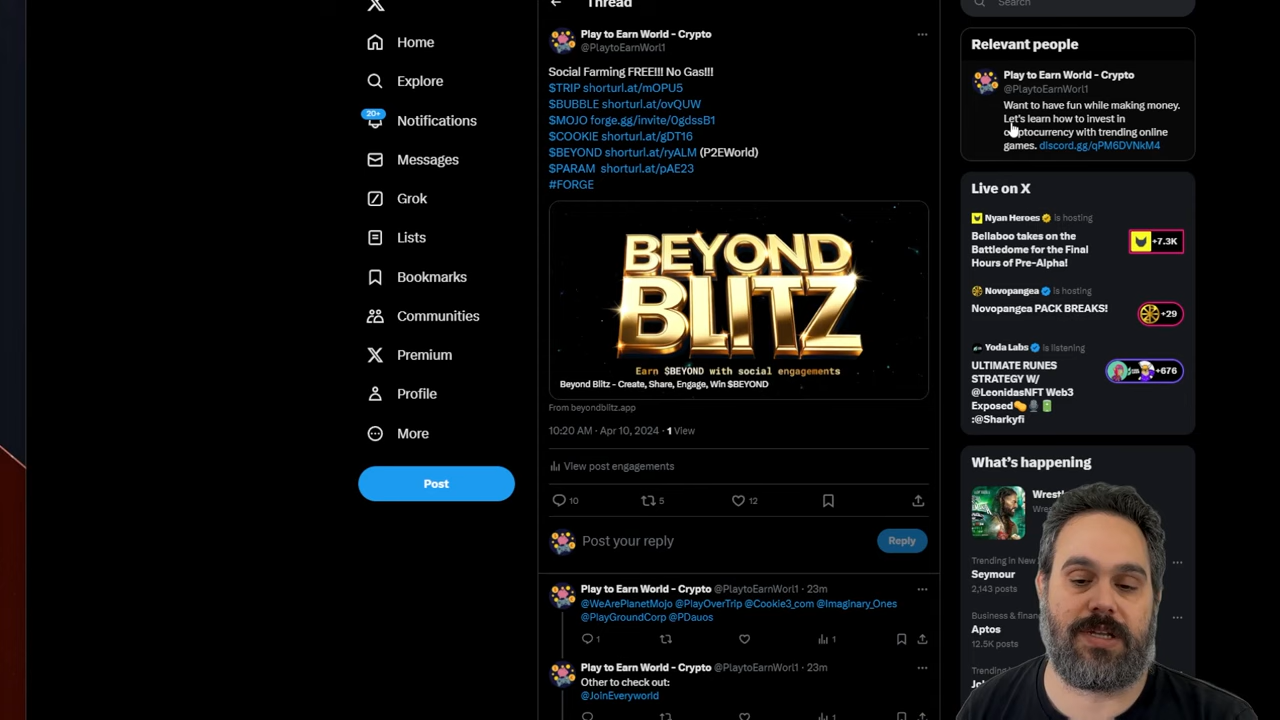 Thread
Home
Explore
20+
Notifications
Messages
Grok
Lists
Bookmarks
Communities
Premium
Profile
More
Post
Play to Earn World - Crypto
@PlaytoEarnWorl1
Social Farming FREE!!! No Gas!!!
$TRIP shorturl.at/mOPU5
$BUBBLE shorturl.at/ovQUW
$MOJO forge.gg/invite/0gdssB1
$COOKIE shorturl.at/gDT16
$BEYOND shorturl.at/ryALM (P2EWorld)
$PARAM shorturl.at/pAE23
#FORGE
BEYOND
BLITZ
Earn $BEYOND with social engagements
Beyond Blitz - Create, Share, Engage, Win $BEYOND
From beyondblitz.app
10:20 AM · Apr 10, 2024 · 1 View
View post engagements
10 5 12
Post your reply
Reply
Play to Earn World - Crypto @PlaytoEarnWorl1 · 23m
@WeArePlanetMojo @PlayOverTrip @Cookie3_com @Imaginary_Ones
@PlayGroundCorp @PDauos
1 1
Play to Earn World - Crypto @PlaytoEarnWorl1 · 23m
Other to check out:
@JoinEveryworld
Search
Relevant people
Play to Earn World - Crypto
@PlaytoEarnWorl1
Want to have fun while making money.
Let's learn how to invest in
cryptocurrency with trending online
games. discord.gg/qPM6DVNkM4
Live on X
Nyan Heroes is hosting
Bellaboo takes on the
Battledome for the Final
Hours of Pre-Alpha!
+7.3K
Novopangea is hosting
Novopangea PACK BREAKS!
+29
Yoda Labs is listening
ULTIMATE RUNES
STRATEGY W/
@LeonidasNFT Web3
Exposed
:@Sharkyfi
+676
What's happening
Trending in New
Seymour
2,143 posts
Business & finan
Aptos
12.5K posts
Trending